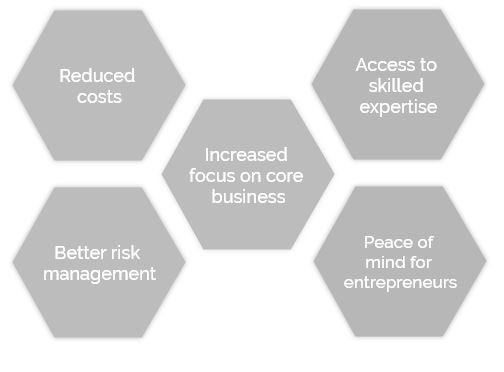 Reduced
costs
Access to
skilled
expertise
Increased
focus on core
business
Better risk
management
Peace of
mind for
entrepreneurs